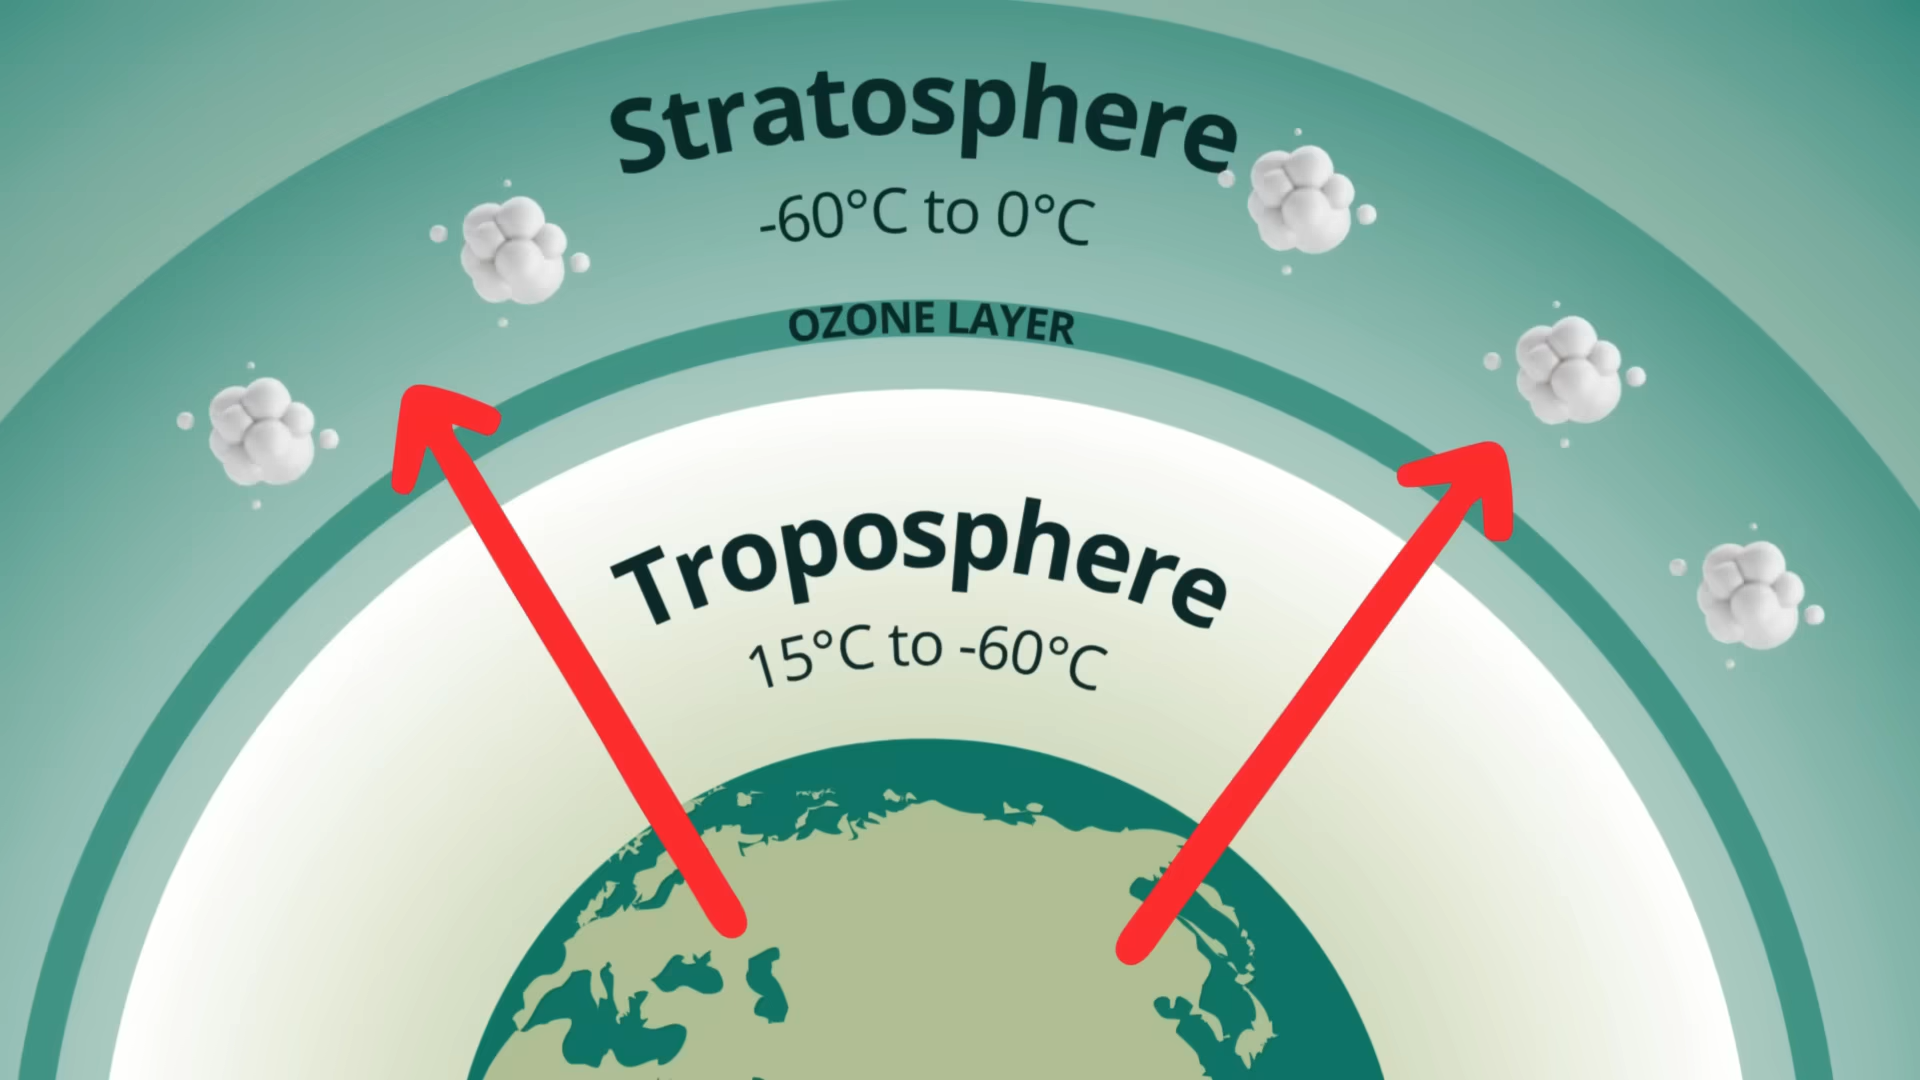 Stratosphere
-60°C to 0°C
OZONE LAYER
Troposphere
15°C to -60°C